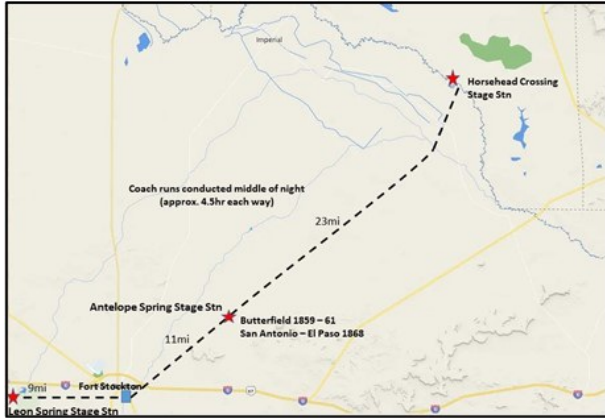 Imperial
Horsehead Crossing
Stage Stn
Coach runs conducted middle of night
(approx. 4.5hr each way)
23mi
Antelope Spring Stage Stn
Butterfield 1859 – 61
San Antonio – El Paso 1868
11mi
9mi
Fort Stockton
Leon Spring Stage Stn